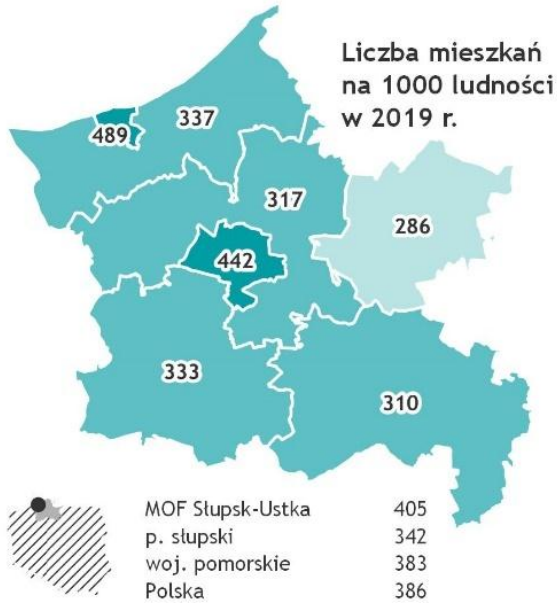 Liczba mieszkań
na 1000 ludności
w 2019 r.
489
337
317
286
442
333
310
MOF Słupsk-Ustka 405
p. słupski 342
woj. pomorskie 383
Polska 386